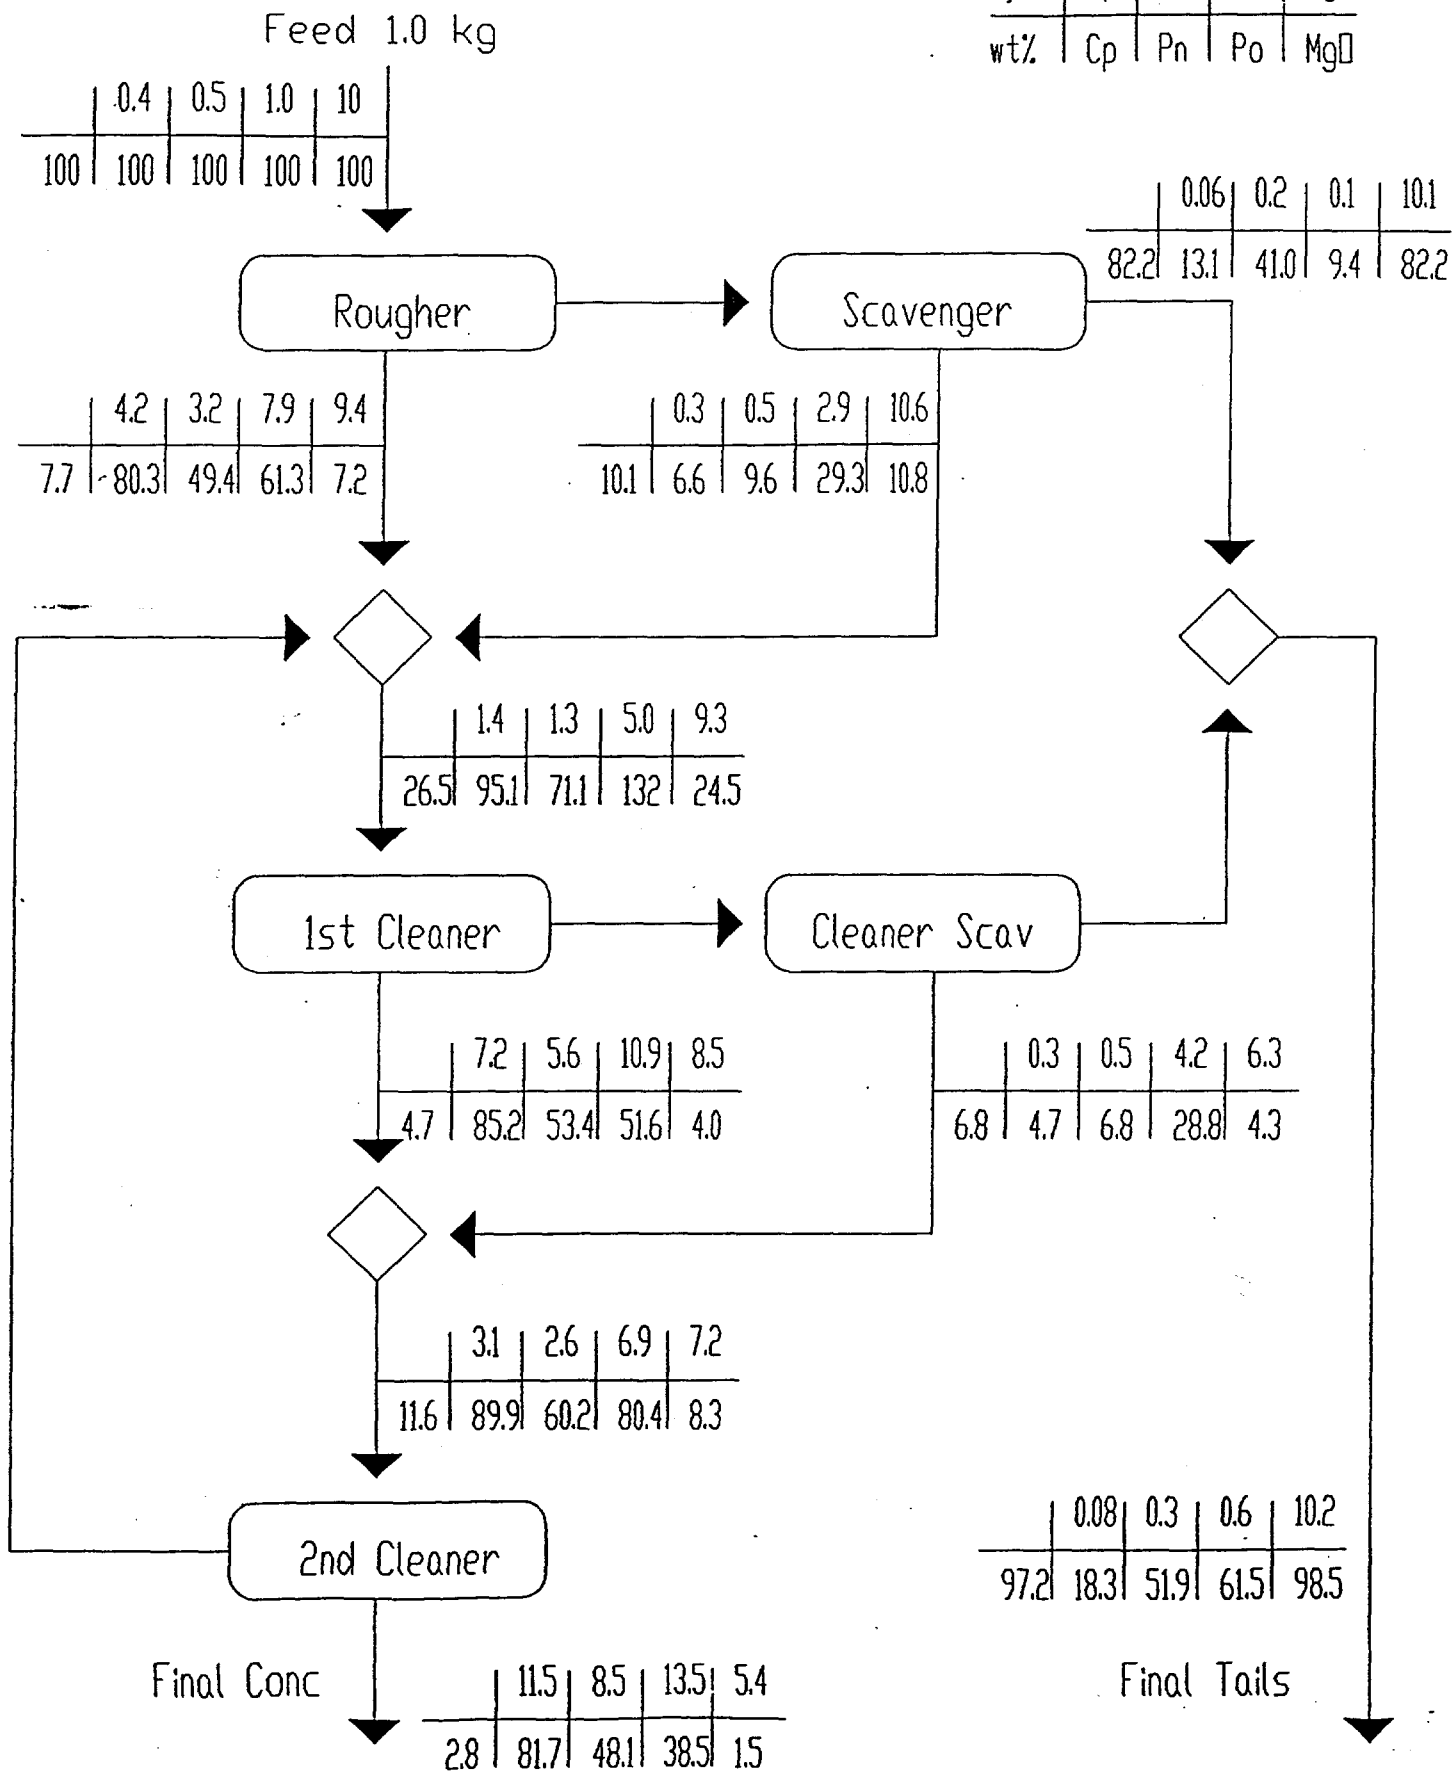 Feed 1.0 kg
wt% Cp Pn Po MgO
0.4 0.5 1.0 10
100 100 100 100 100
0.06 0.2 0.1 10.1
82.2 13.1 41.0 9.4 82.2
Rougher
Scavenger
4.2 3.2 7.9 9.4
7.7 80.3 49.4 61.3 7.2
0.3 0.5 2.9 10.6
10.1 6.6 9.6 29.3 10.8
1.4 1.3 5.0 9.3
26.5 95.1 71.1 132 24.5
1st Cleaner
Cleaner Scav
7.2 5.6 10.9 8.5
4.7 85.2 53.4 51.6 4.0
0.3 0.5 4.2 6.3
6.8 4.7 6.8 28.8 4.3
3.1 2.6 6.9 7.2
11.6 89.9 60.2 80.4 8.3
2nd Cleaner
0.08 0.3 0.6 10.2
97.2 18.3 51.9 61.5 98.5
Final Conc
11.5 8.5 13.5 5.4
2.8 81.7 48.1 38.5 1.5
Final Tails